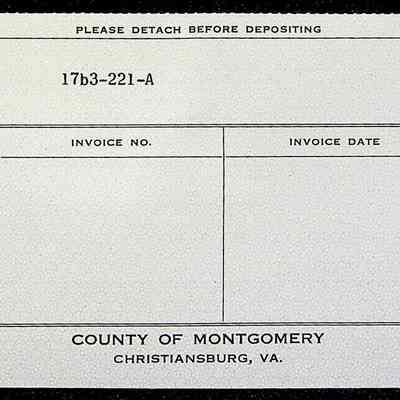 PLEASE DETACH BEFORE DEPOSITING
17b3-221-A
INVOICE NO. INVOICE DATE
COUNTY OF MONTGOMERY
CHRISTIANSBURG, VA.